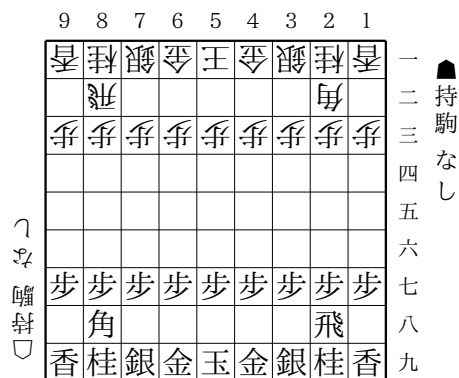 9 8 7 6 5 4 3 2 1
香桂銀金王金銀桂香 一
飛角 二
歩歩歩歩歩歩歩歩歩 三
四
五
六
歩歩歩歩歩歩歩歩歩 七
角飛 八
香桂銀金玉金銀桂香 九
☗持駒 なし
☖持駒 なし